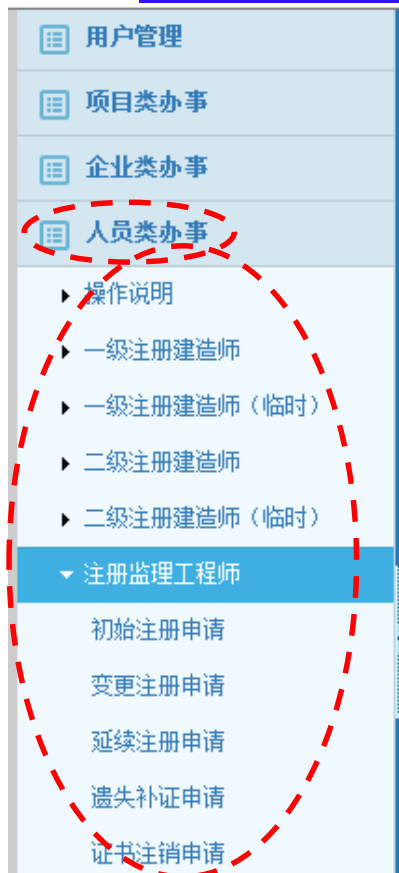 用户管理
项目类办事
企业类办事
人员类办事
操作说明
一级注册建造师
一级注册建造师（临时）
二级注册建造师
二级注册建造师（临时）
注册监理工程师
初始注册申请
变更注册申请
延续注册申请
遗失补证申请
证书注销申请